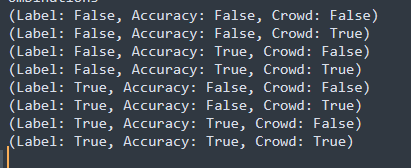 (Label: False, Accuracy: False, Crowd: False)
(Label: False, Accuracy: False, Crowd: True)
(Label: False, Accuracy: True, Crowd: False)
(Label: False, Accuracy: True, Crowd: True)
(Label: True, Accuracy: False, Crowd: False)
(Label: True, Accuracy: False, Crowd: True)
(Label: True, Accuracy: True, Crowd: False)
(Label: True, Accuracy: True, Crowd: True)